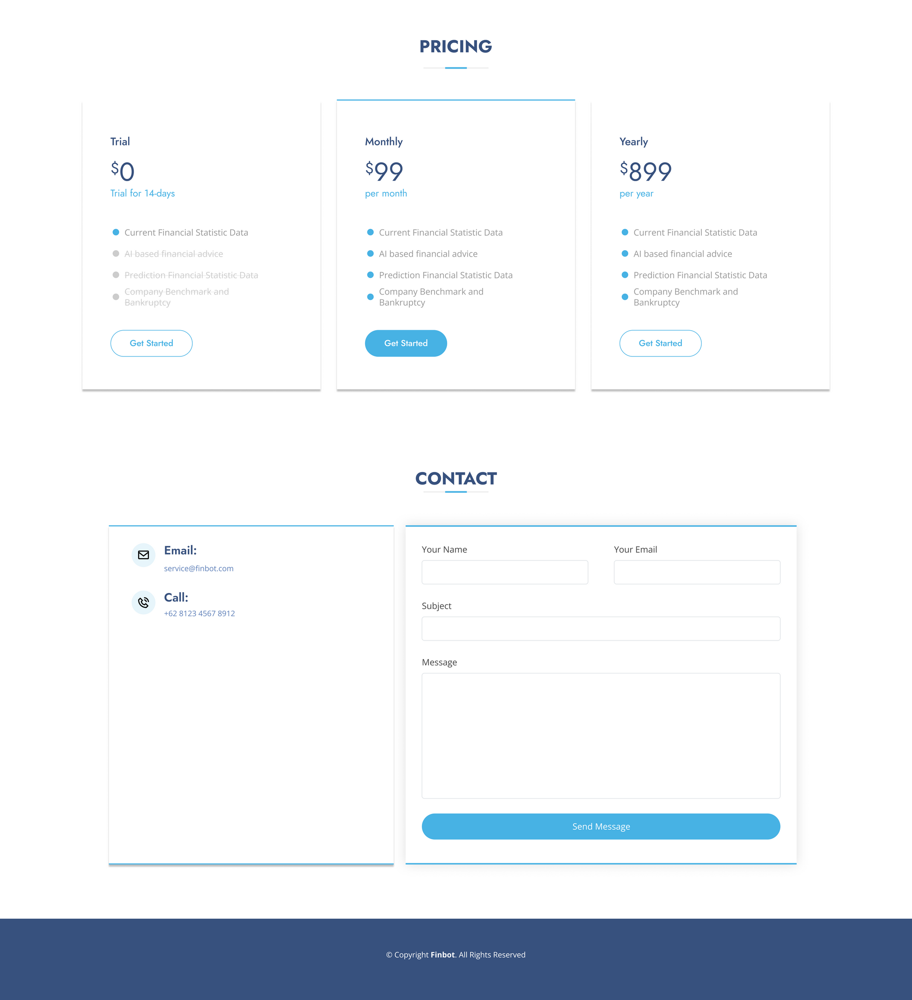 PRICING
Trial
$0
Trial for 14-days
Current Financial Statistic Data
AI based financial advice
Prediction Financial Statistic Data
Company Benchmark and
Bankruptcy
Get Started
Monthly
$99
per month
Current Financial Statistic Data
AI based financial advice
Prediction Financial Statistic Data
Company Benchmark and
Bankruptcy
Get Started
Yearly
$899
per year
Current Financial Statistic Data
AI based financial advice
Prediction Financial Statistic Data
Company Benchmark and
Bankruptcy
Get Started
CONTACT
Email:
service@finbot.com
Call:
+62 8123 4567 8912
Your Name
Your Email
Subject
Message
Send Message
© Copyright Finbot. All Rights Reserved